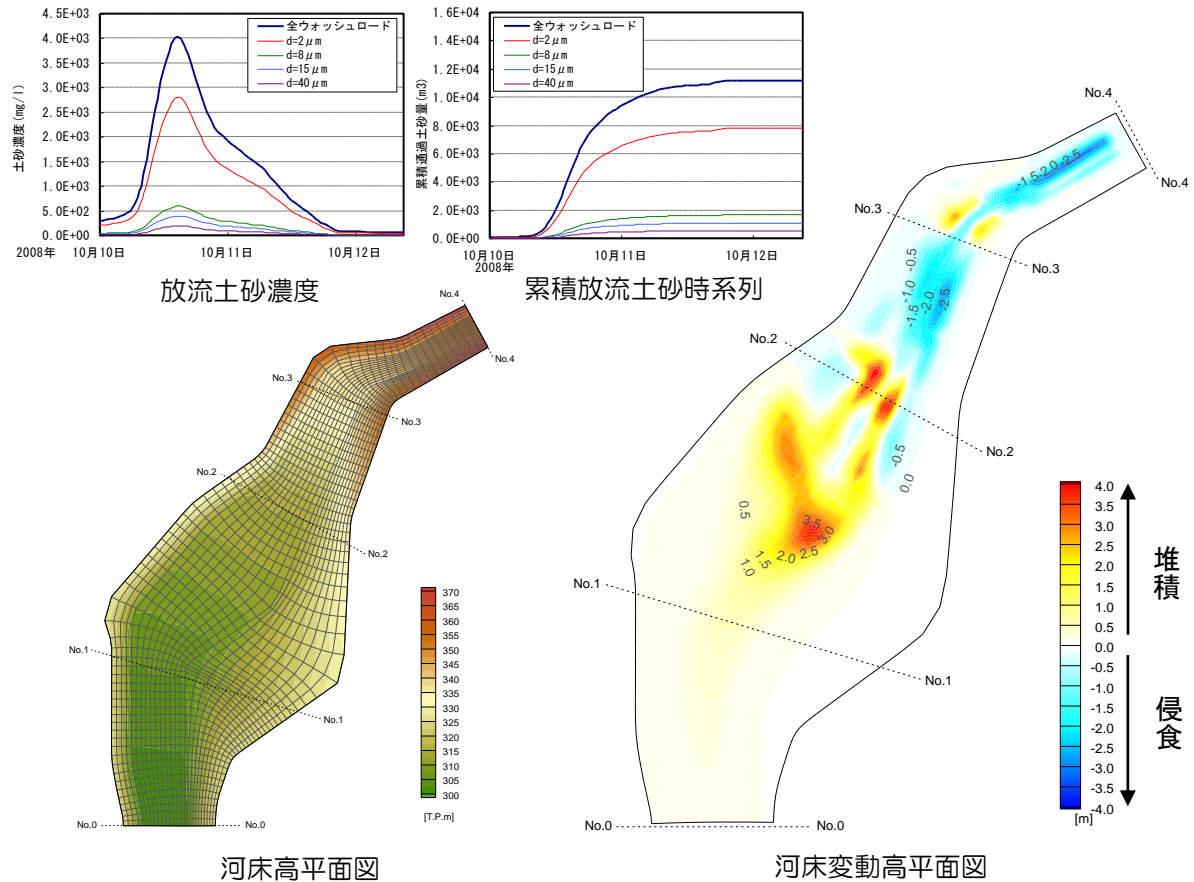 4.5E+03
4.0E+03
3.5E+03
3.0E+03
2.5E+03
2.0E+03
1.5E+03
1.0E+03
5.0E+02
0.0E+00
土砂濃度(mg/l)
全ウォッシュロード
d=2μm
d=8μm
d=15μm
d=40μm
10月10日
10月11日
10月12日
2008年
放流土砂濃度
1.6E+04
1.4E+04
1.2E+04
1.0E+04
8.0E+03
6.0E+03
4.0E+03
2.0E+03
0.0E+00
累積通過土砂量(m3)
全ウォッシュロード
d=2μm
d=8μm
d=15μm
d=40μm
10月10日
10月11日
10月12日
2008年
累積放流土砂時系列
No.4
No.4
No.3
No.3
No.2
No.2
No.1
No.1
No.0
No.0
370
365
360
355
350
345
340
335
330
325
320
315
310
305
300
[T.P.m]
河床高平面図
No.4
No.4
-1.5
-2.0
-2.5
No.3
No.3
-0.5
-1.0
-1.5
-2.0
-2.5
No.2
No.2
-0.5
0.0
0.5
3.5
3.0
2.5
2.0
1.5
1.0
No.1
No.1
No.0
No.0
4.0
3.5
3.0
2.5
2.0
1.5
1.0
0.5
0.0
-0.5
-1.0
-1.5
-2.0
-2.5
-3.0
-3.5
-4.0
[m]
堆積
侵食
河床変動高平面図